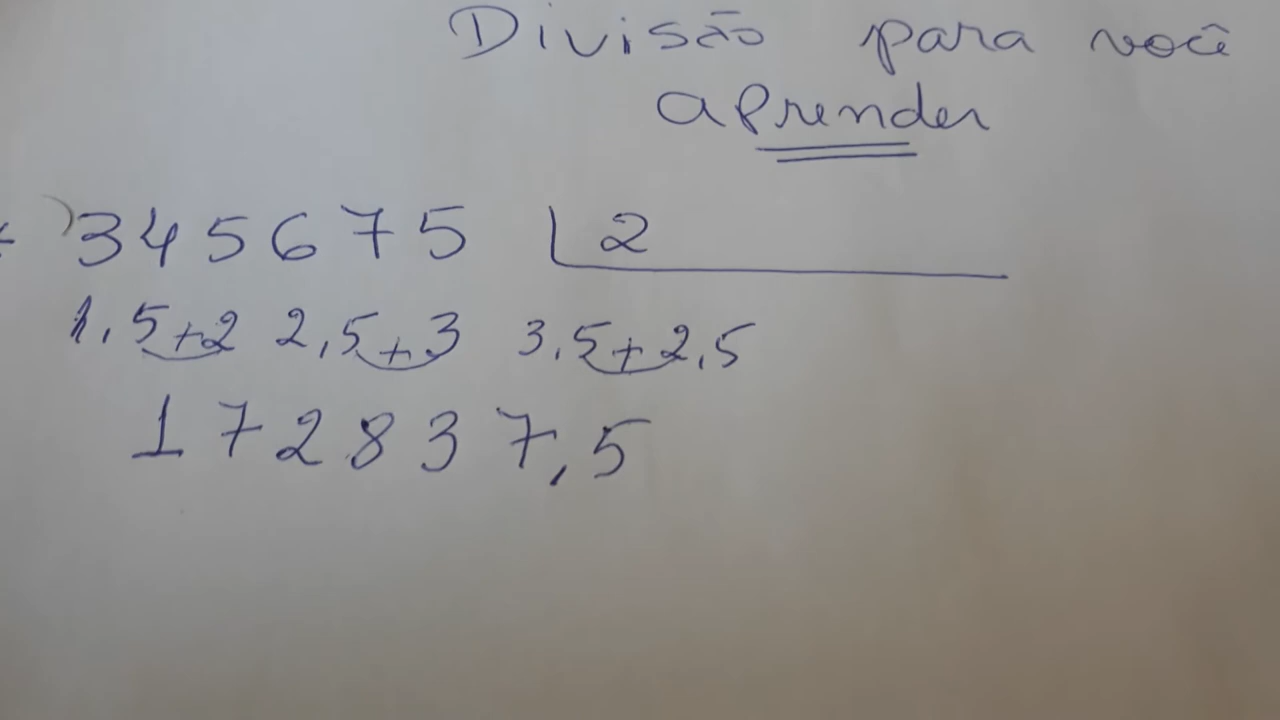 Divisão para você
aprender
345675 2
1,5+2 2,5+3 3,5+2,5
172837,5